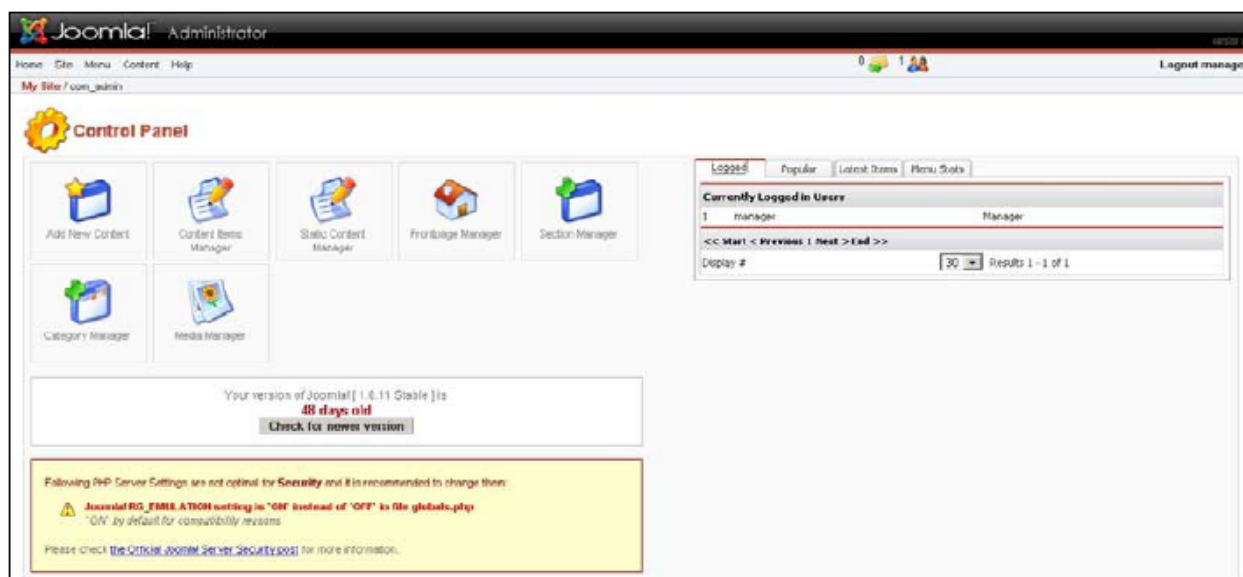 Joomla! Administrator
Home Site Menu Content Help
0 1
Logout manage
My Site / com_admin
Control Panel
Add New Content
Content Items Manager
Static Content Manager
Frontpage Manager
Section Manager
Category Manager
Media Manager
Logged Popular Latest Items Menu Stats
Currently Logged in Users
1 manager Manager
<< Start < Previous 1 Next > End >>
Display # 30 Results 1 - 1 of 1
Your version of Joomla! [ 1.0.11 Stable ] is
48 days old
Check for newer version
Following PHP Server Settings are not optimal for Security and it is recommended to change them:
Joomla! RG_EMULATION setting is 'ON' instead of 'OFF' in file globals.php
'ON' by default for compatibility reasons
Please check the Official Joomla! Server Security post for more information.